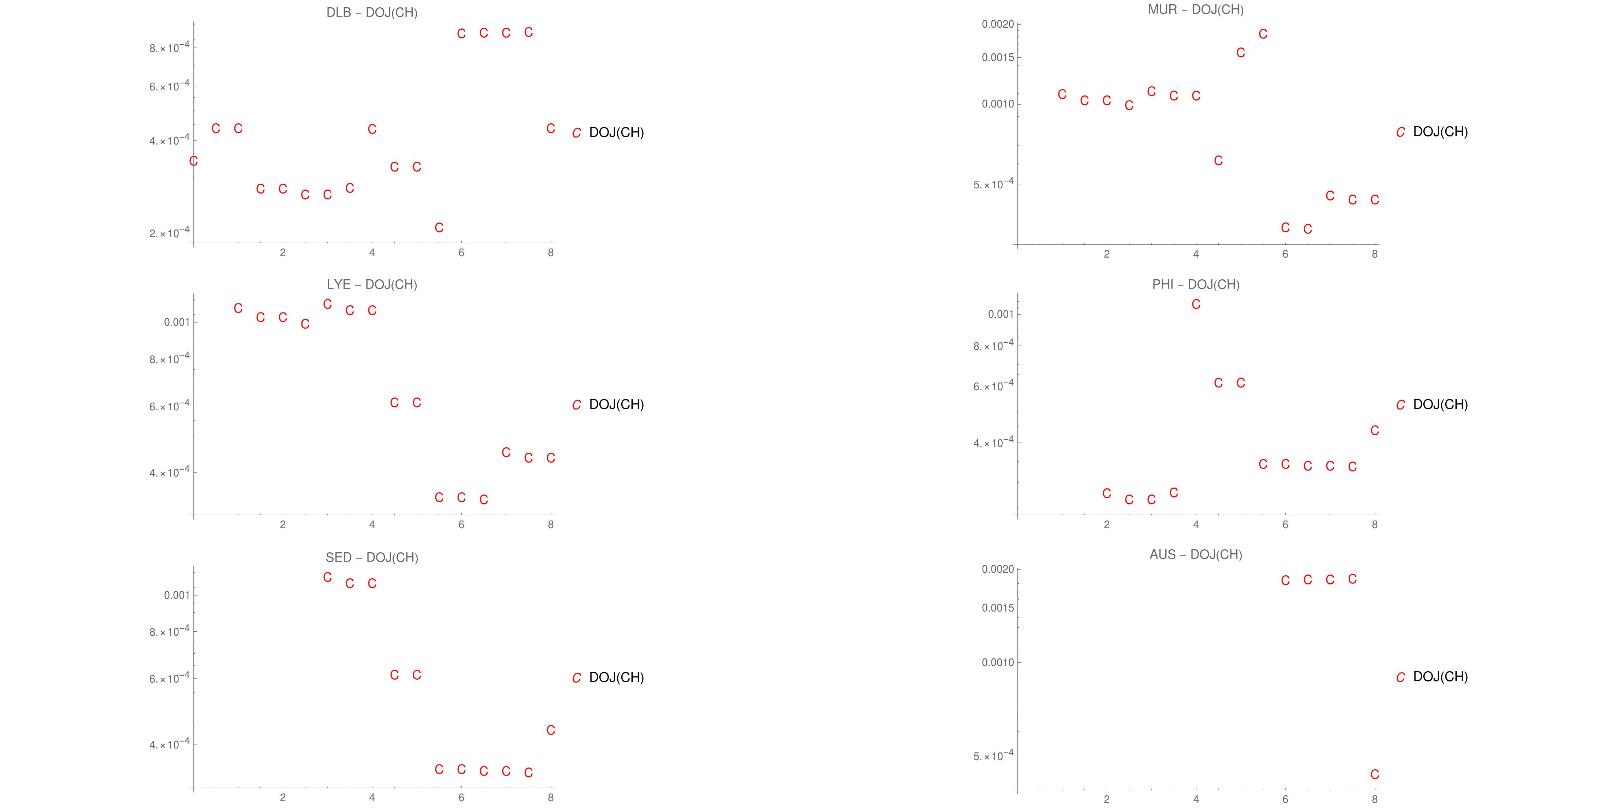 DLB − DOJ(CH)
8.×10⁻⁴
6.×10⁻⁴
4.×10⁻⁴
2.×10⁻⁴
C C C C C C C C C C C C C C C C C
2 4 6 8
C DOJ(CH)
MUR − DOJ(CH)
0.0020
0.0015
0.0010
5.×10⁻⁴
C C C C C C C C C C C C C C C
2 4 6 8
C DOJ(CH)
LYE − DOJ(CH)
0.001
8.×10⁻⁴
6.×10⁻⁴
4.×10⁻⁴
C C C C C C C C C C C C C C C
2 4 6 8
C DOJ(CH)
PHI − DOJ(CH)
0.001
8.×10⁻⁴
6.×10⁻⁴
4.×10⁻⁴
C C C C C C C C C C C C C
2 4 6 8
C DOJ(CH)
SED − DOJ(CH)
0.001
8.×10⁻⁴
6.×10⁻⁴
4.×10⁻⁴
C C C C C C C C C C C
2 4 6 8
C DOJ(CH)
AUS − DOJ(CH)
0.0020
0.0015
0.0010
5.×10⁻⁴
C C C C C
2 4 6 8
C DOJ(CH)